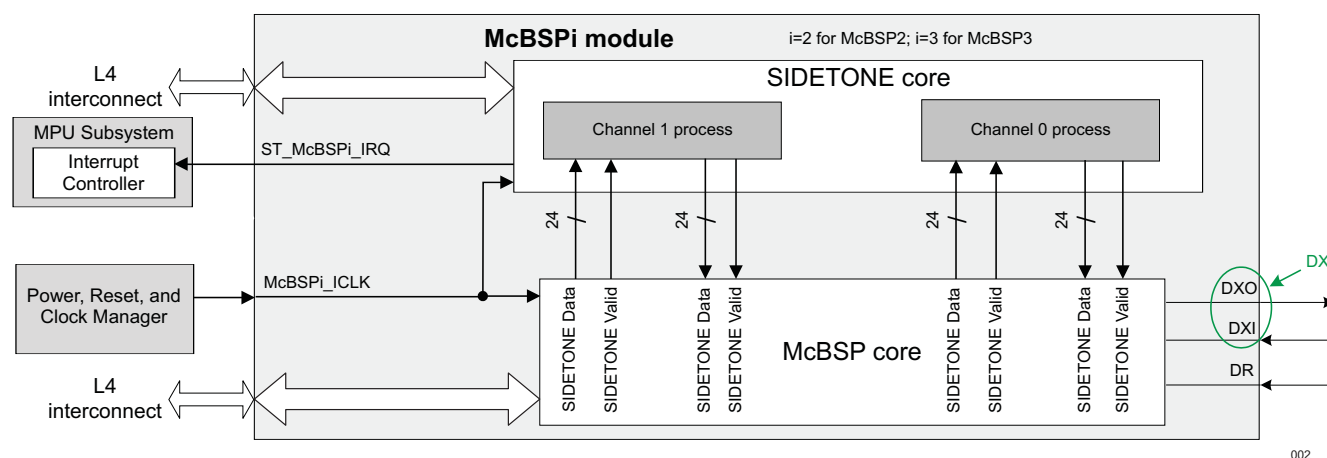 McBSPi module
i=2 for McBSP2; i=3 for McBSP3
L4
interconnect
SIDETONE core
MPU Subsystem
Interrupt
Controller
ST_McBSPi_IRQ
Channel 1 process
Channel 0 process
24
24
24
24
Power, Reset, and
Clock Manager
McBSPi_ICLK
SIDETONE Data
SIDETONE Valid
SIDETONE Data
SIDETONE Valid
SIDETONE Data
SIDETONE Valid
SIDETONE Data
SIDETONE Valid
McBSP core
DX
DXO
DXI
DR
L4
interconnect
002